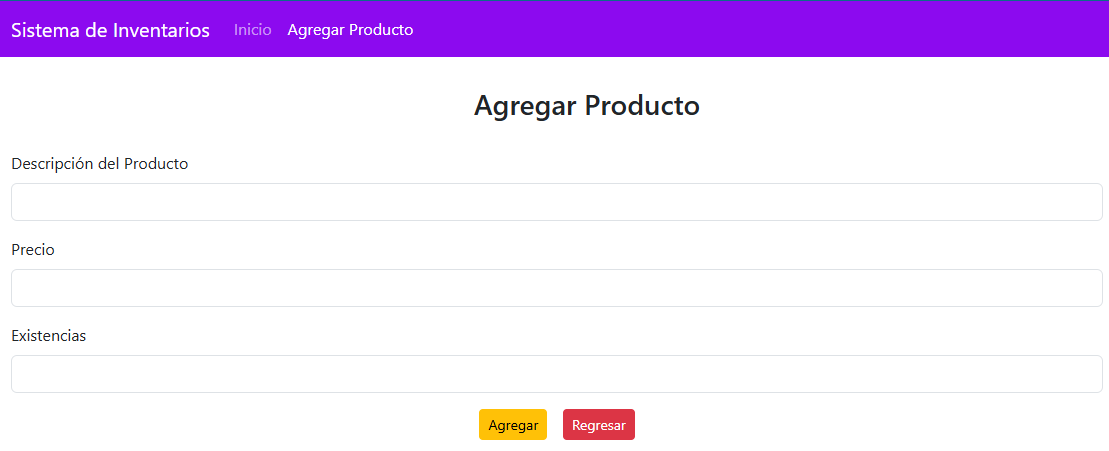 Sistema de Inventarios Inicio Agregar Producto
Agregar Producto
Descripción del Producto
Precio
Existencias
Agregar Regresar